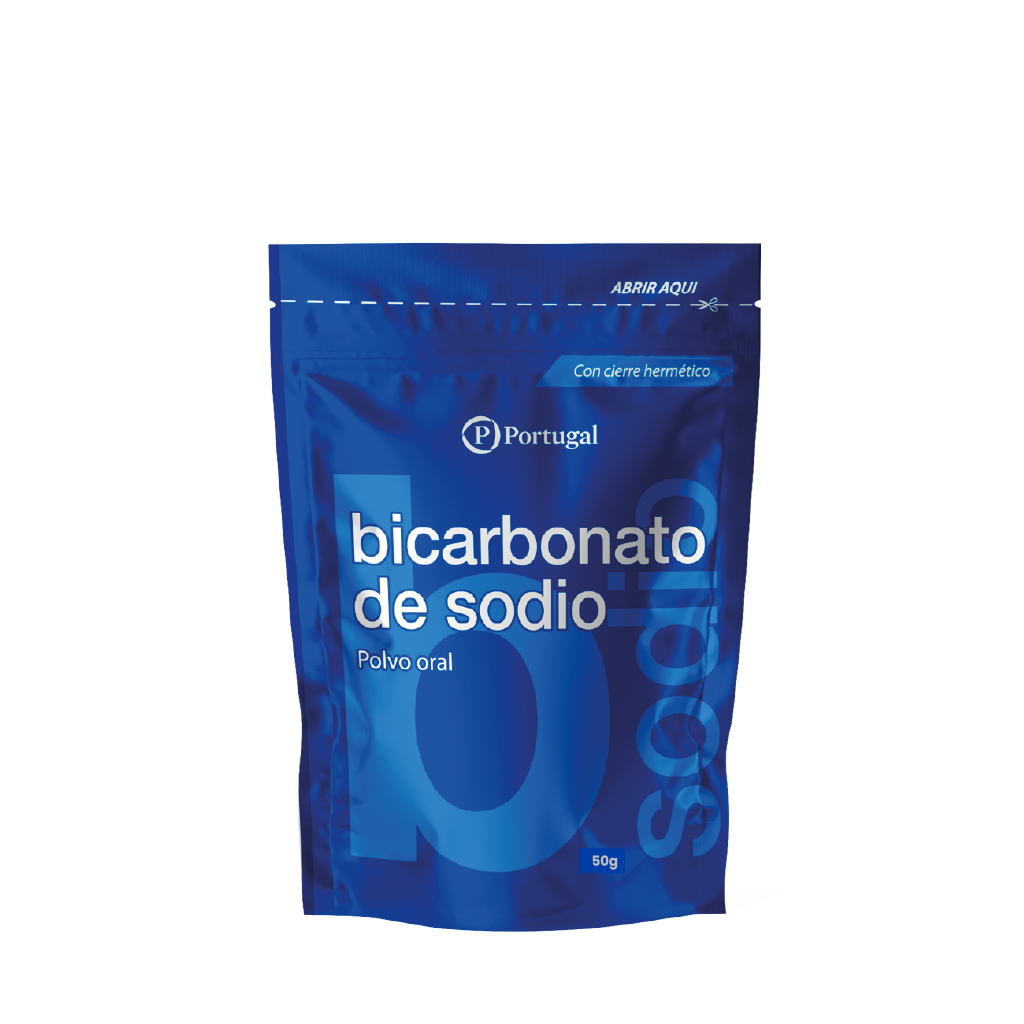 ABRIR AQUI
Con cierre hermético
P Portugal
bicarbonato
de sodio
Polvo oral
sodio
b
50g